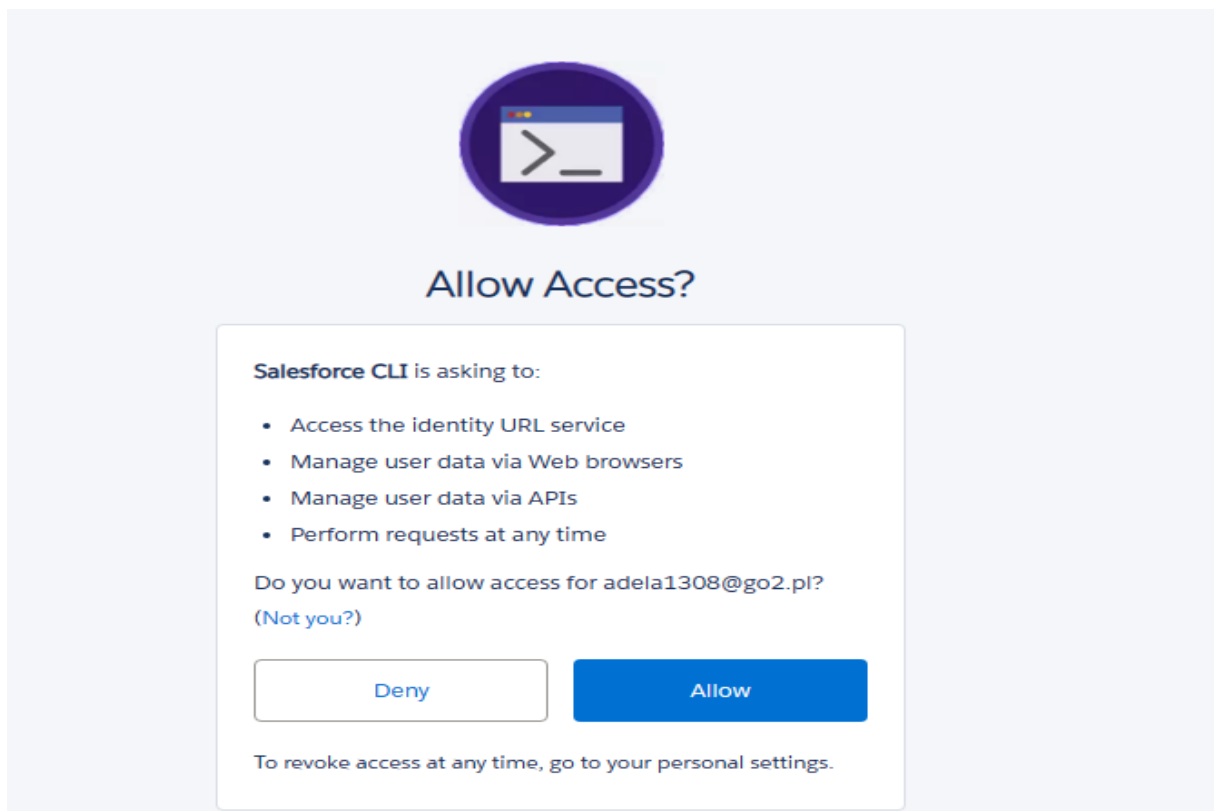 >_
Allow Access?
Salesforce CLI is asking to:
• Access the identity URL service
• Manage user data via Web browsers
• Manage user data via APIs
• Perform requests at any time
Do you want to allow access for adela1308@go2.pl?
(Not you?)
Deny Allow
To revoke access at any time, go to your personal settings.